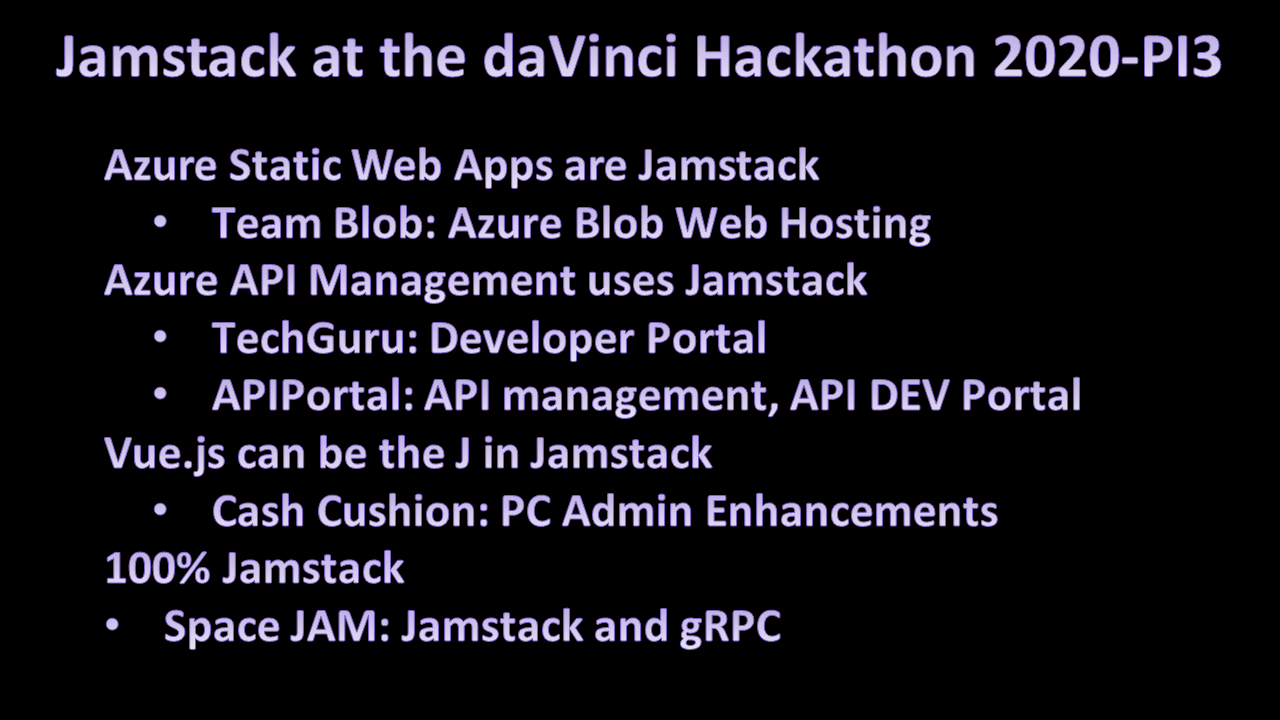 Jamstack at the daVinci Hackathon 2020-PI3
Azure Static Web Apps are Jamstack
• Team Blob: Azure Blob Web Hosting
Azure API Management uses Jamstack
• TechGuru: Developer Portal
• APIPortal: API management, API DEV Portal
Vue.js can be the J in Jamstack
• Cash Cushion: PC Admin Enhancements
100% Jamstack
• Space JAM: Jamstack and gRPC